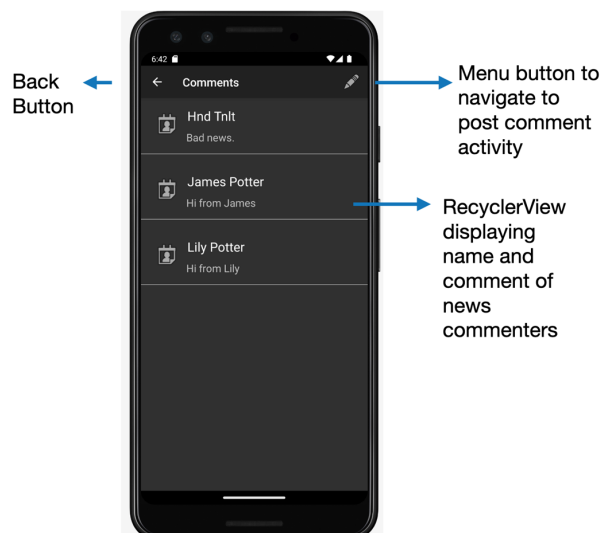 6:42
Back
Button
Comments
Menu button to
navigate to
post comment
activity
Hnd Tnlt
Bad news.
James Potter
Hi from James
Lily Potter
Hi from Lily
RecyclerView
displaying
name and
comment of
news
commenters